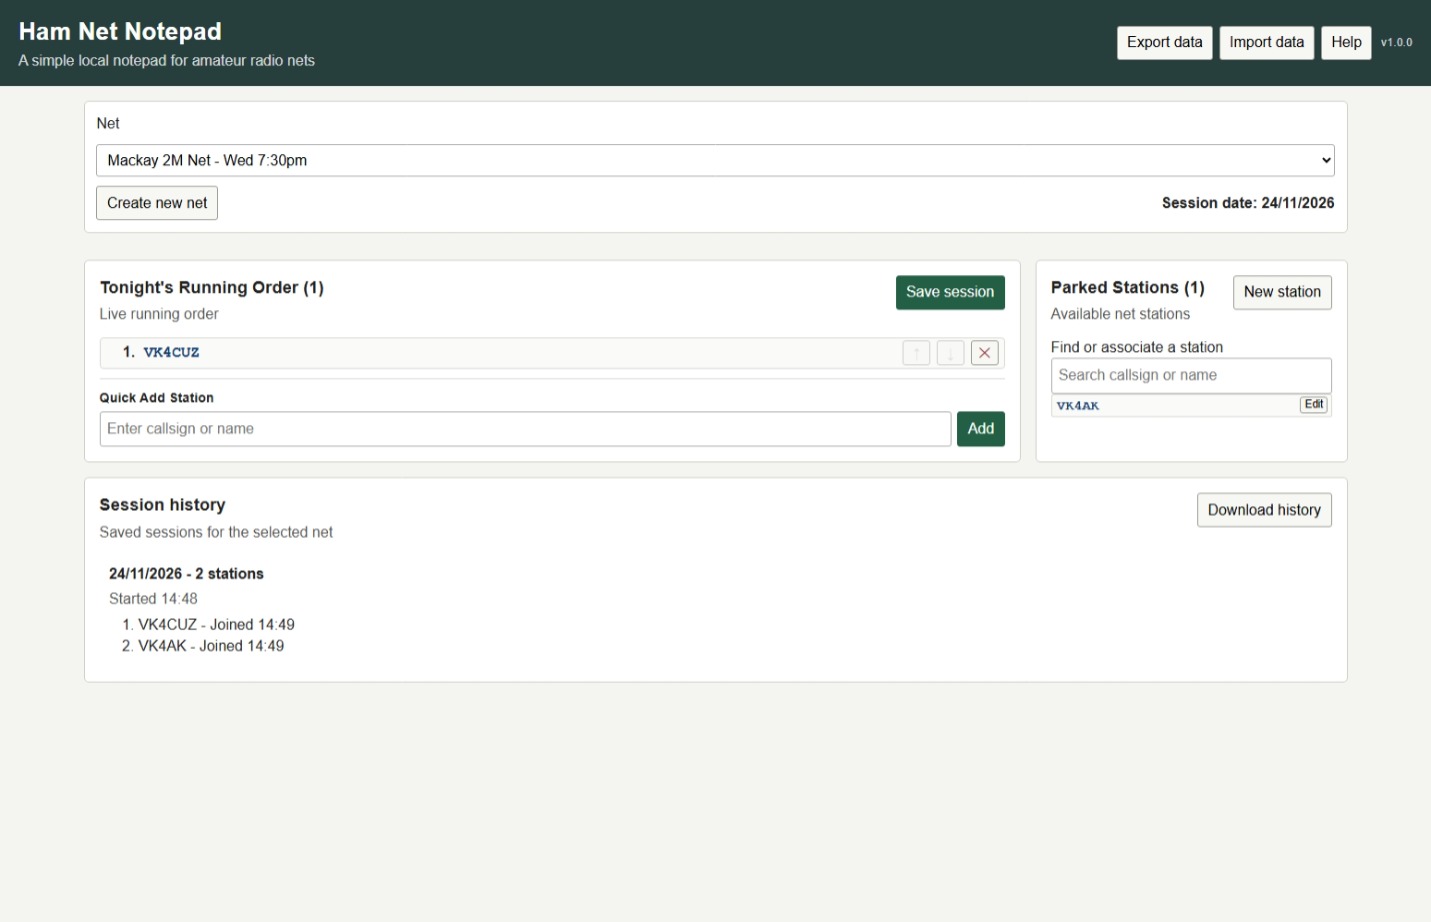 Ham Net Notepad
A simple local notepad for amateur radio nets
Export data
Import data
Help
v1.0.0
Net
Mackay 2M Net - Wed 7:30pm
Create new net
Session date: 24/11/2026
Tonight's Running Order (1)
Live running order
Save session
1. VK4CUZ
↑
↓
✕
Quick Add Station
Enter callsign or name
Add
Parked Stations (1)
Available net stations
New station
Find or associate a station
Search callsign or name
VK4AK
Edit
Session history
Saved sessions for the selected net
Download history
24/11/2026 - 2 stations
Started 14:48
1. VK4CUZ - Joined 14:49
2. VK4AK - Joined 14:49